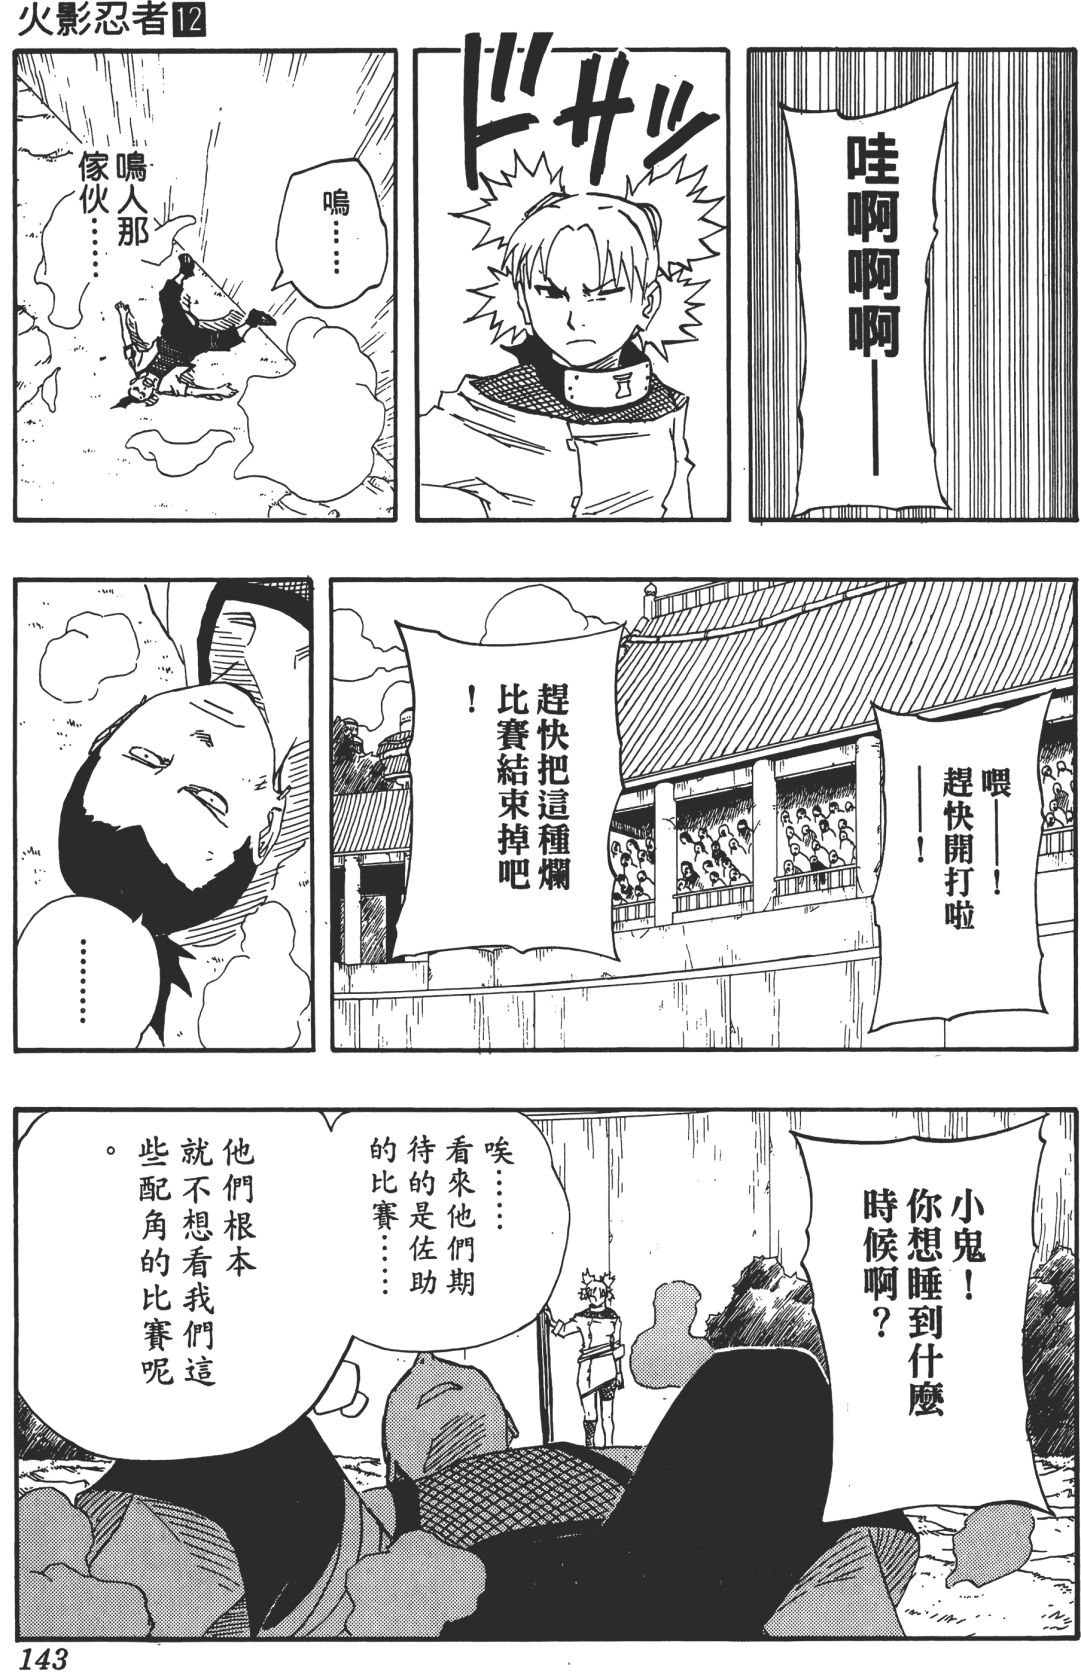 火影忍者12
哇啊啊啊——
ドサッ
嗚……
鳴人那
傢伙……
喂——！
趕快開打啦
——！
趕快把這種爛
比賽結束掉吧
！
……
小鬼！
你想睡到什麼
時候啊？
唉……
看來他們期
待的是佐助
的比賽……
他們根本
就不想看我們這
些配角的比賽呢
。
143